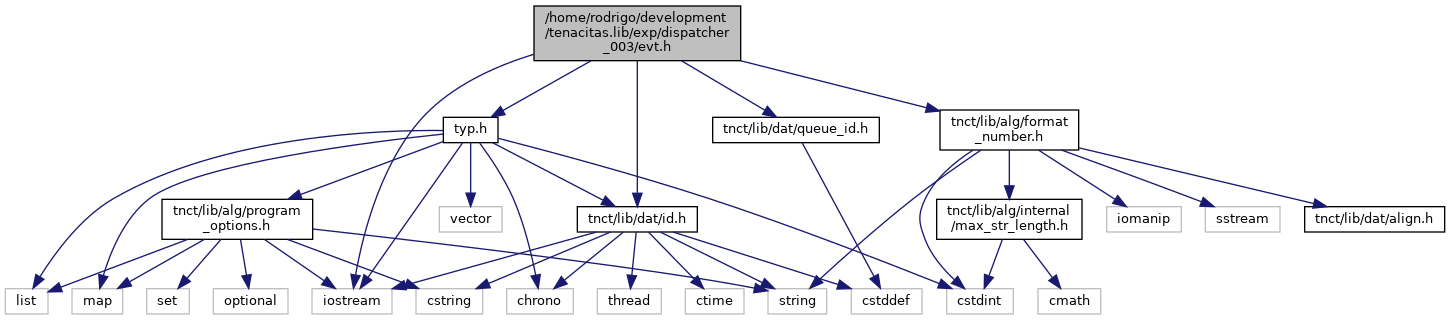 /home/rodrigo/development
/tenacitas.lib/exp/dispatcher
_003/evt.h
typ.h
tnct/lib/dat/queue_id.h
tnct/lib/alg/format
_number.h
tnct/lib/alg/program
_options.h
vector
tnct/lib/dat/id.h
tnct/lib/alg/internal
/max_str_length.h
iomanip
sstream
tnct/lib/dat/align.h
list
map
set
optional
iostream
cstring
chrono
thread
ctime
string
cstddef
cstdint
cmath